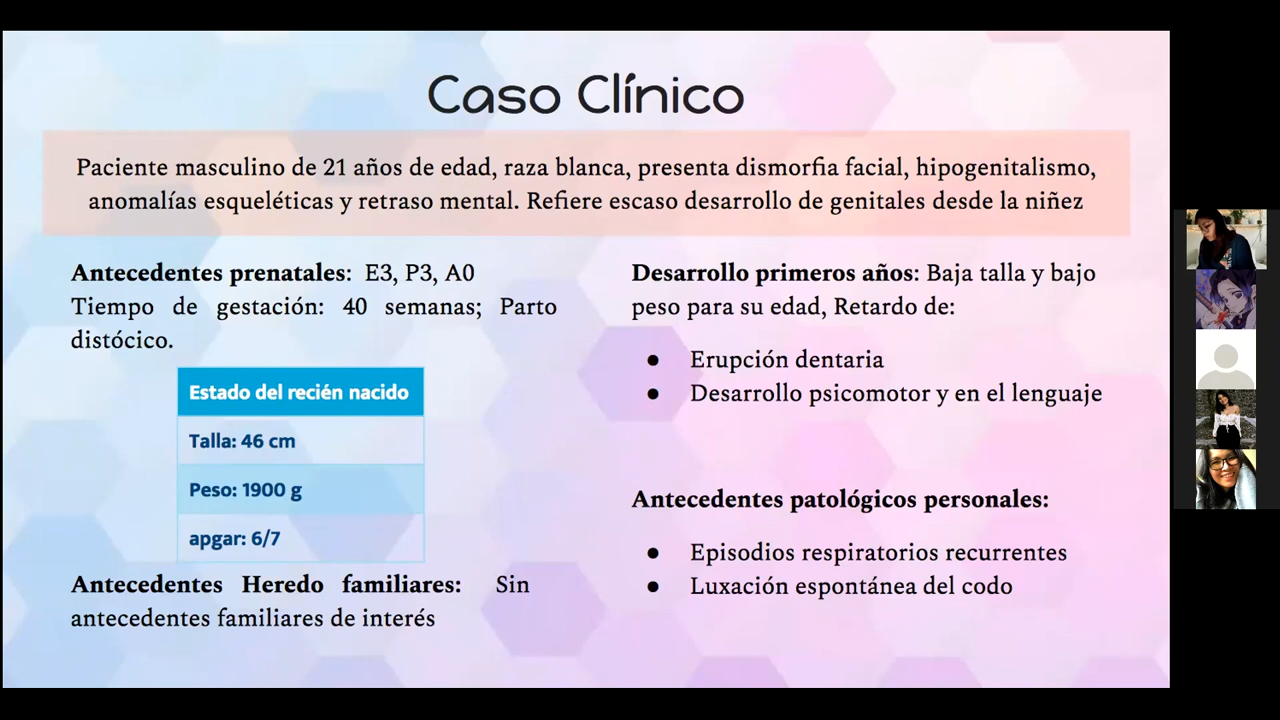 Caso Clínico
Paciente masculino de 21 años de edad, raza blanca, presenta dismorfia facial, hipogenitalismo,
anomalías esqueléticas y retraso mental. Refiere escaso desarrollo de genitales desde la niñez
Antecedentes prenatales: E3, P3, A0
Tiempo de gestación: 40 semanas; Parto
distócico.
Estado del recién nacido
Talla: 46 cm
Peso: 1900 g
apgar: 6/7
Antecedentes Heredo familiares: Sin
antecedentes familiares de interés
Desarrollo primeros años: Baja talla y bajo
peso para su edad, Retardo de:
● Erupción dentaria
● Desarrollo psicomotor y en el lenguaje
Antecedentes patológicos personales:
● Episodios respiratorios recurrentes
● Luxación espontánea del codo